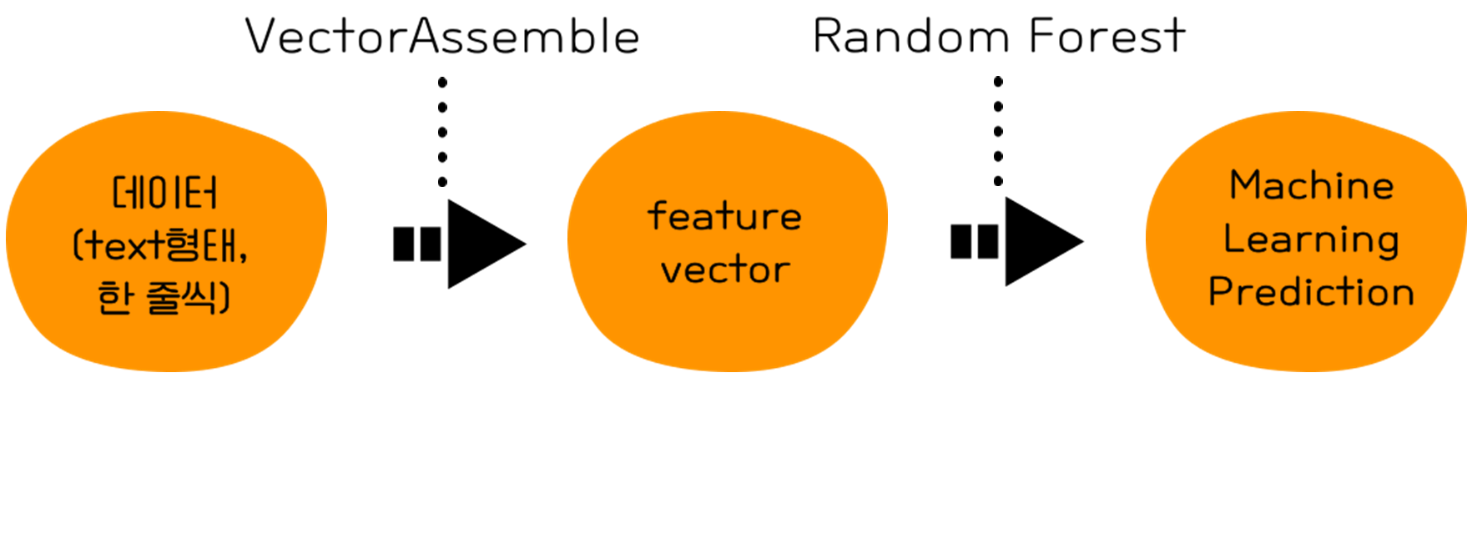 VectorAssemble
Random Forest
데이터
(text형태,
한 줄씩)
feature
vector
Machine
Learning
Prediction